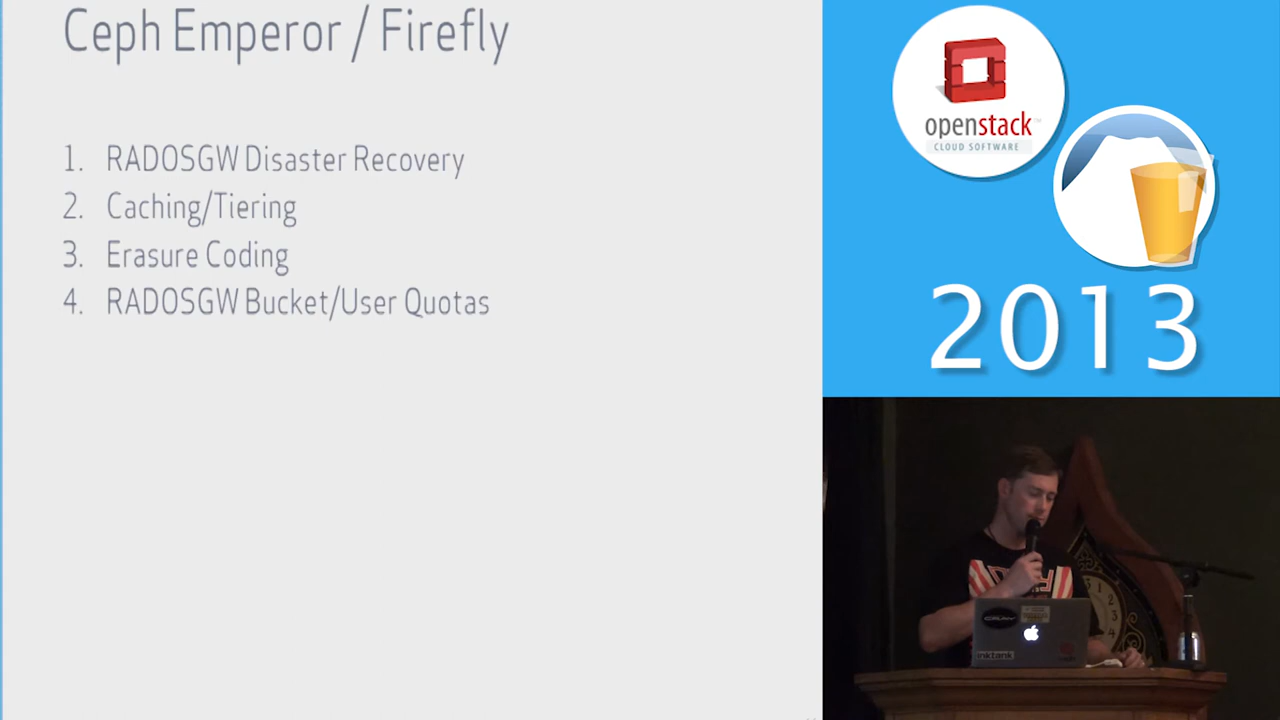 Ceph Emperor / Firefly
1. RADOSGW Disaster Recovery
2. Caching/Tiering
3. Erasure Coding
4. RADOSGW Bucket/User Quotas
openstack
CLOUD SOFTWARE
2013
inktank